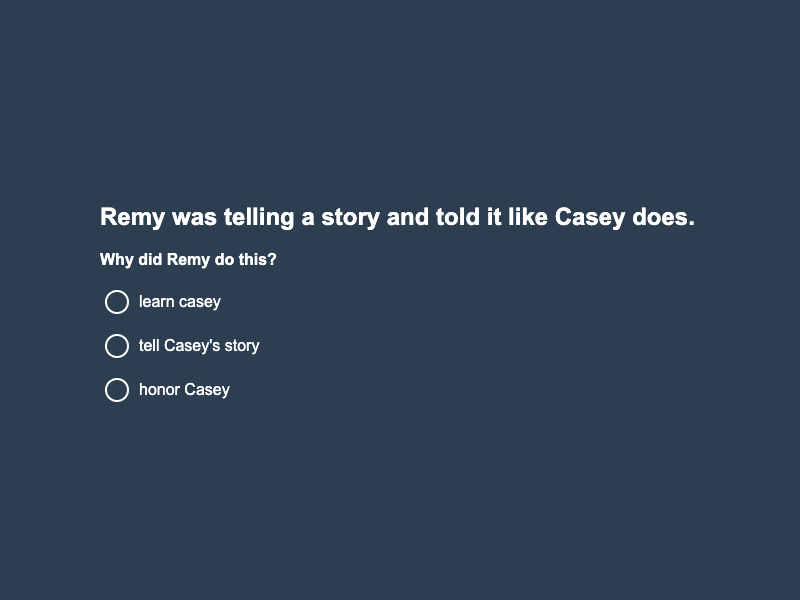 Remy was telling a story and told it like Casey does.
Why did Remy do this?
learn casey
tell Casey's story
honor Casey